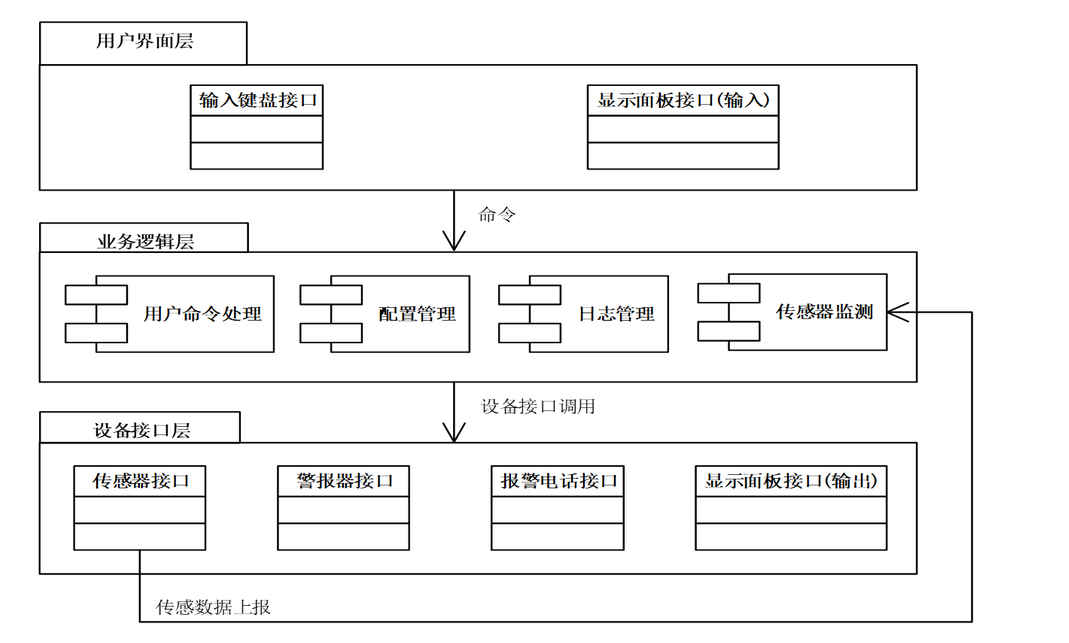 用户界面层
输入键盘接口
显示面板接口(输入)
命令
业务逻辑层
用户命令处理
配置管理
日志管理
传感器监测
设备接口调用
设备接口层
传感器接口
警报器接口
报警电话接口
显示面板接口(输出)
传感数据上报